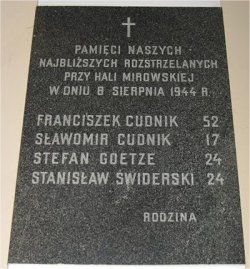 PAMIĘCI NASZYCH
NAJBLIŻSZYCH ROZSTRZELANYCH
PRZY HALI MIROWSKIEJ
W DNIU 8 SIERPNIA 1944 R.
FRANCISZEK CUDNIK 52
SŁAWOMIR CUDNIK 17
STEFAN GOETZE 24
STANISŁAW ŚWIDERSKI 24
RODZINA